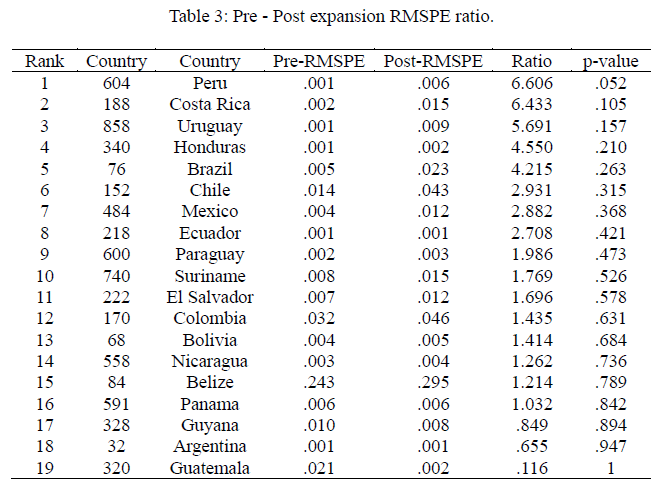 Table 3: Pre - Post expansion RMSPE ratio.
Rank Country Country Pre-RMSPE Post-RMSPE Ratio p-value
1 604 Peru .001 .006 6.606 .052
2 188 Costa Rica .002 .015 6.433 .105
3 858 Uruguay .001 .009 5.691 .157
4 340 Honduras .001 .002 4.550 .210
5 76 Brazil .005 .023 4.215 .263
6 152 Chile .014 .043 2.931 .315
7 484 Mexico .004 .012 2.882 .368
8 218 Ecuador .001 .001 2.708 .421
9 600 Paraguay .002 .003 1.986 .473
10 740 Suriname .008 .015 1.769 .526
11 222 El Salvador .007 .012 1.696 .578
12 170 Colombia .032 .046 1.435 .631
13 68 Bolivia .004 .005 1.414 .684
14 558 Nicaragua .003 .004 1.262 .736
15 84 Belize .243 .295 1.214 .789
16 591 Panama .006 .006 1.032 .842
17 328 Guyana .010 .008 .849 .894
18 32 Argentina .001 .001 .655 .947
19 320 Guatemala .021 .002 .116 1